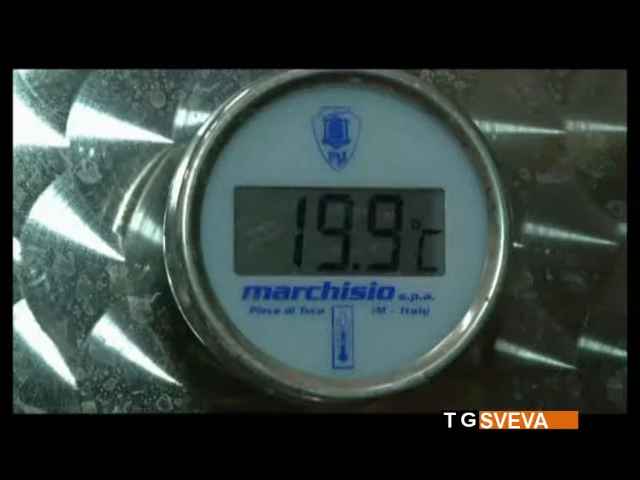 PM
19.9°C
marchisio s.p.a.
Pieve di Teco IM - Italy
TG SVEVA